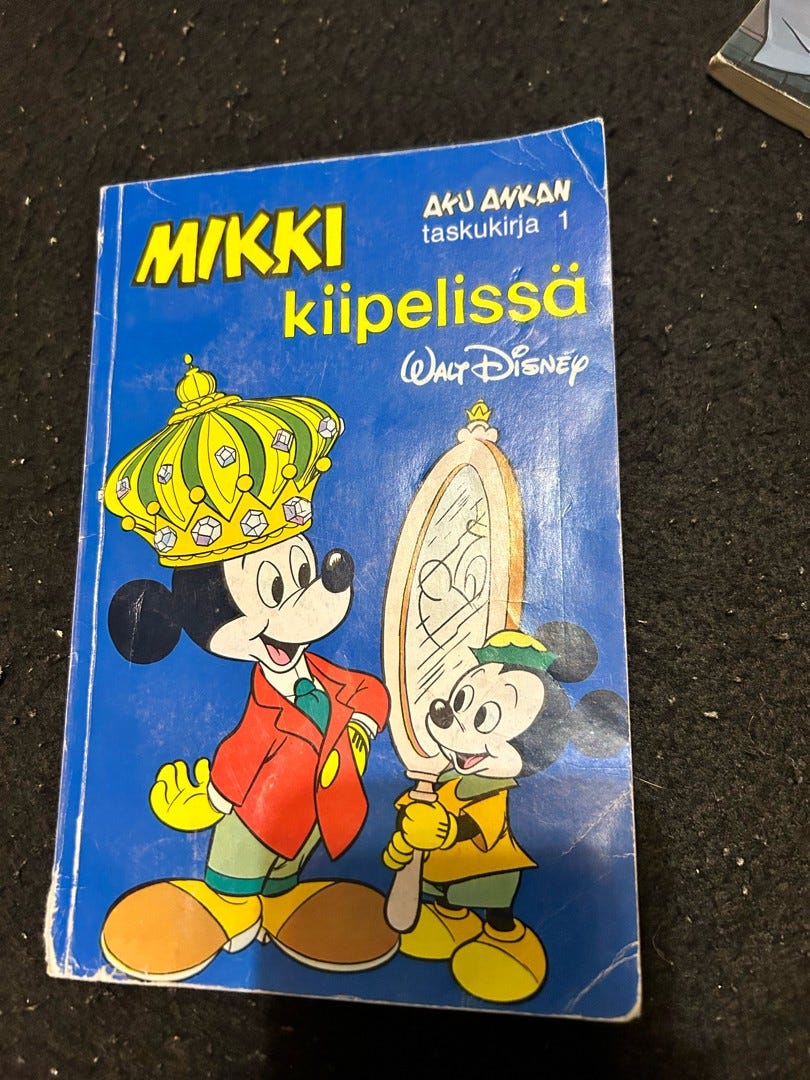 MIKKI
AKU ANKAN
taskukirja 1
kiipelissä
WALT DISNEY